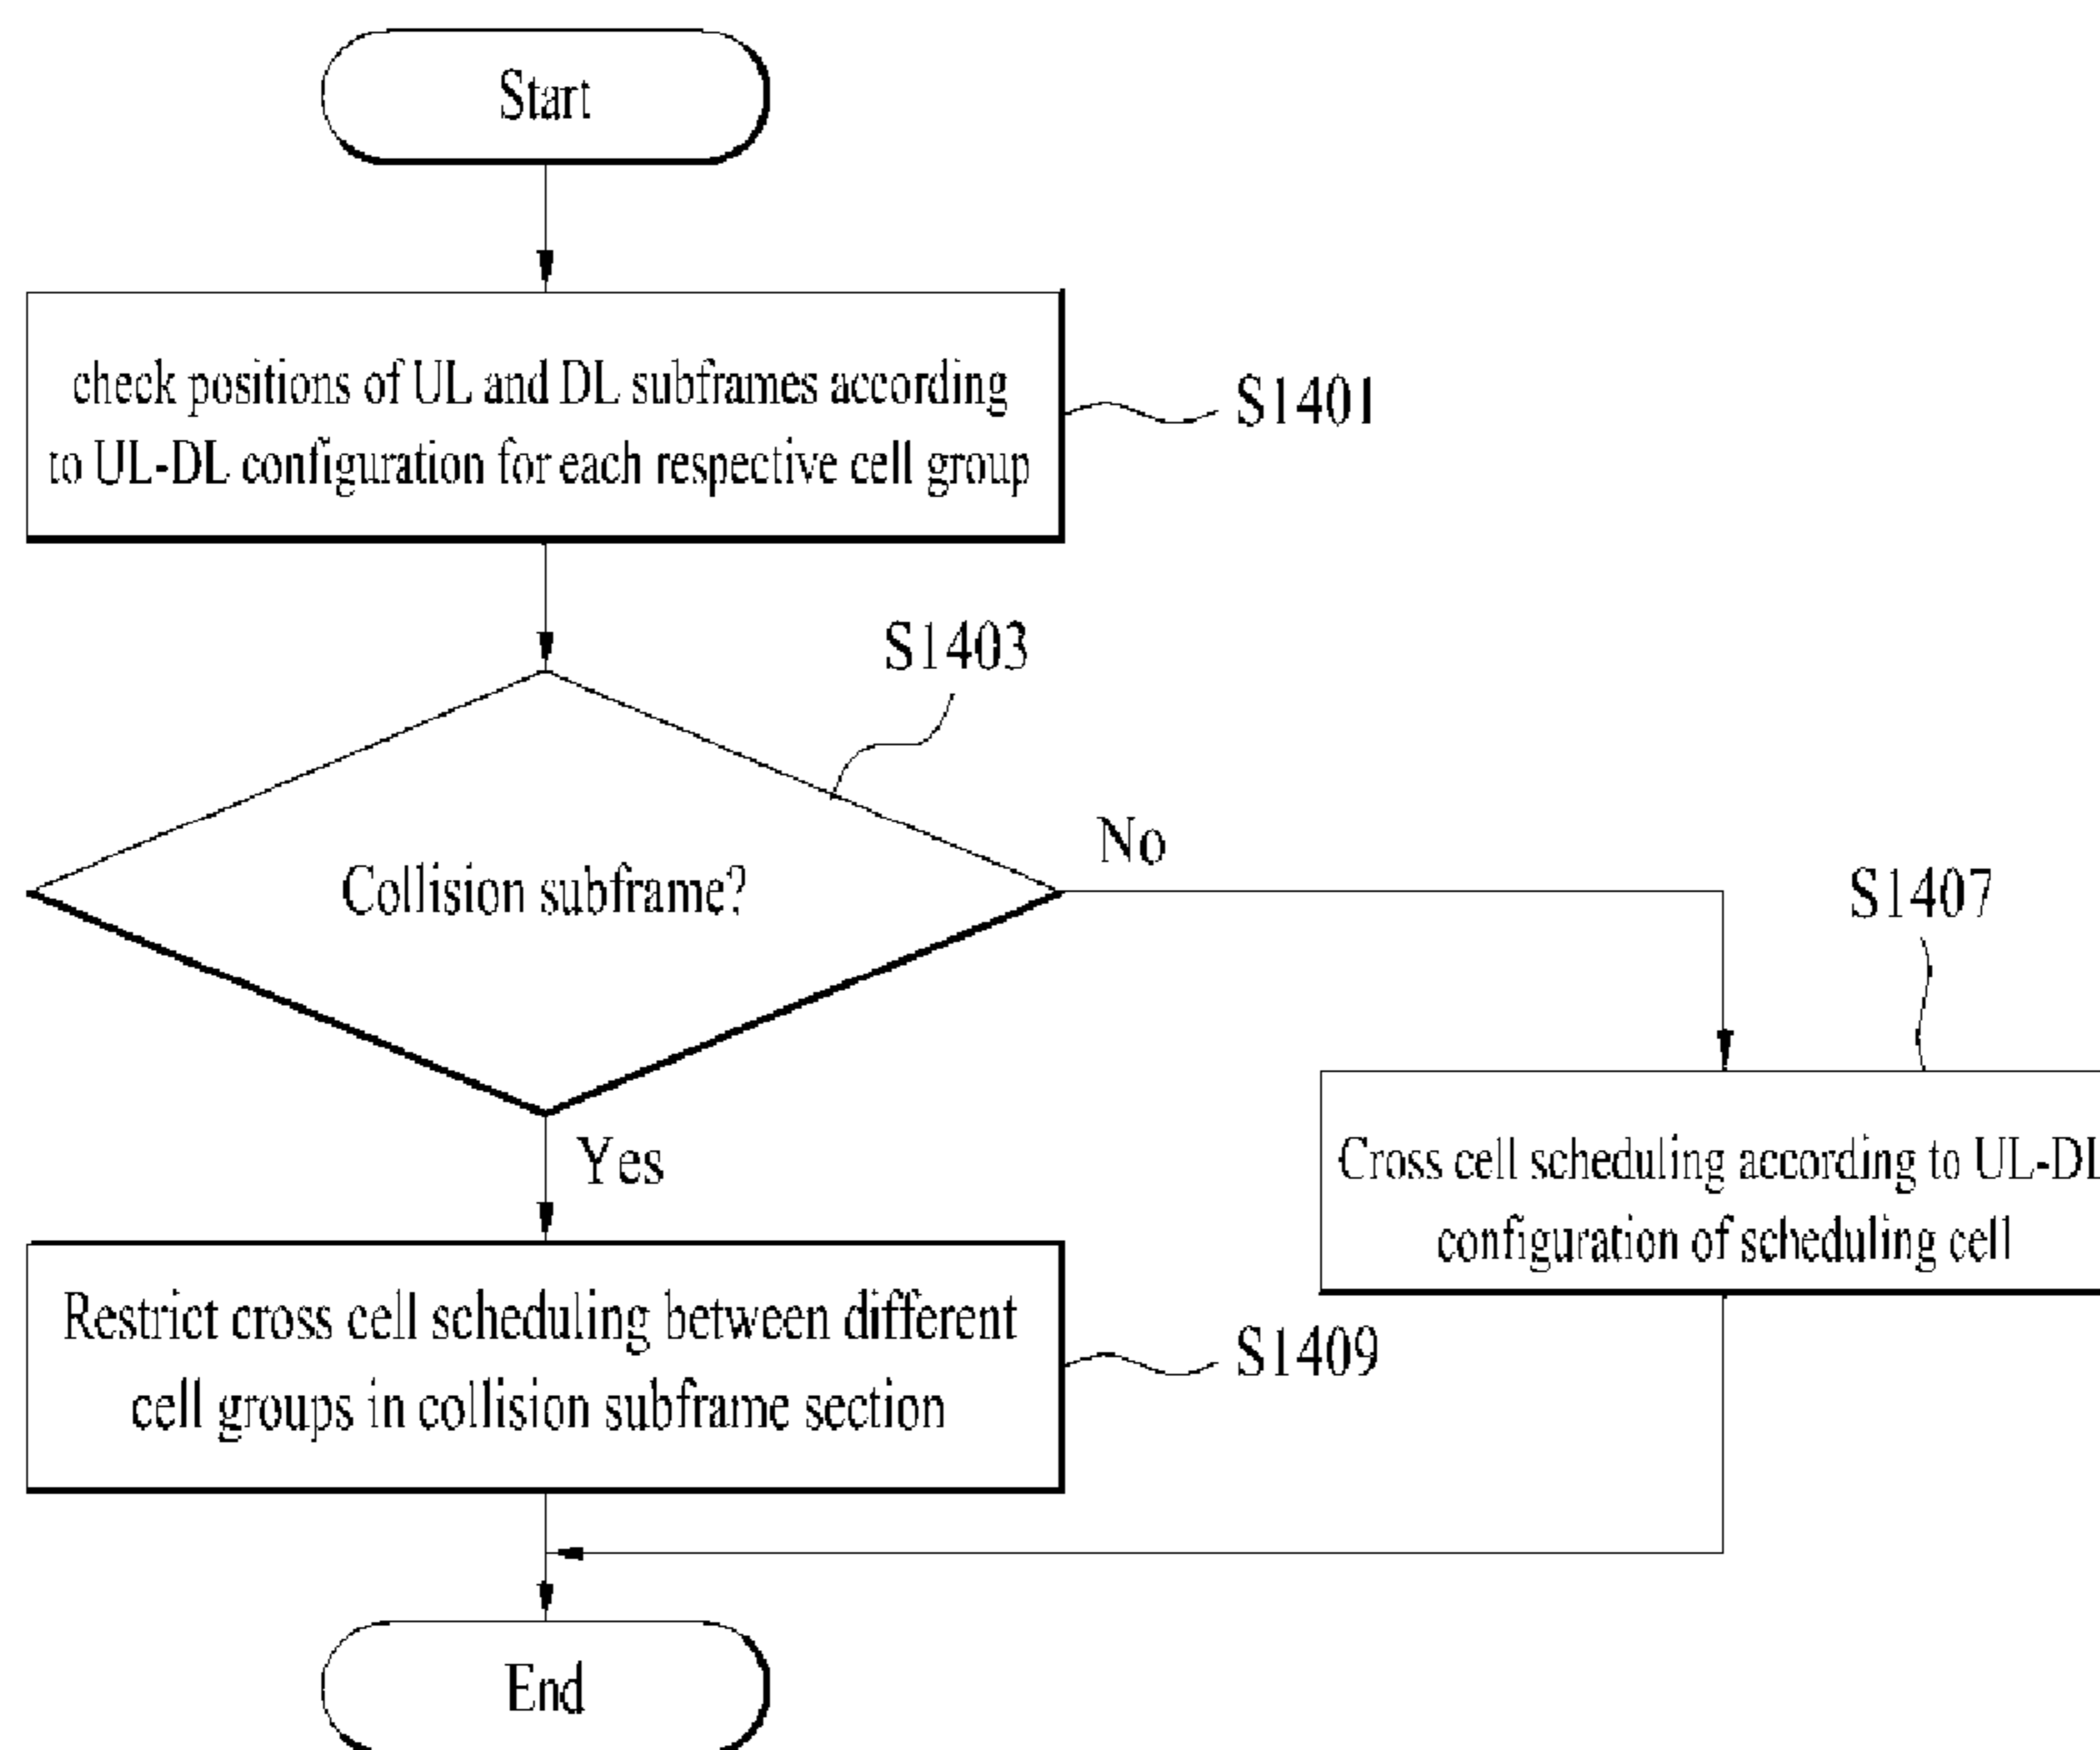 Start
check positions of UL and DL subframes according
to UL-DL configuration for each respective cell group
S1401
S1403
Collision subframe?
No
S1407
Yes
Cross cell scheduling according to UL-DL
configuration of scheduling cell
Restrict cross cell scheduling between different
cell groups in collision subframe section
S1409
End